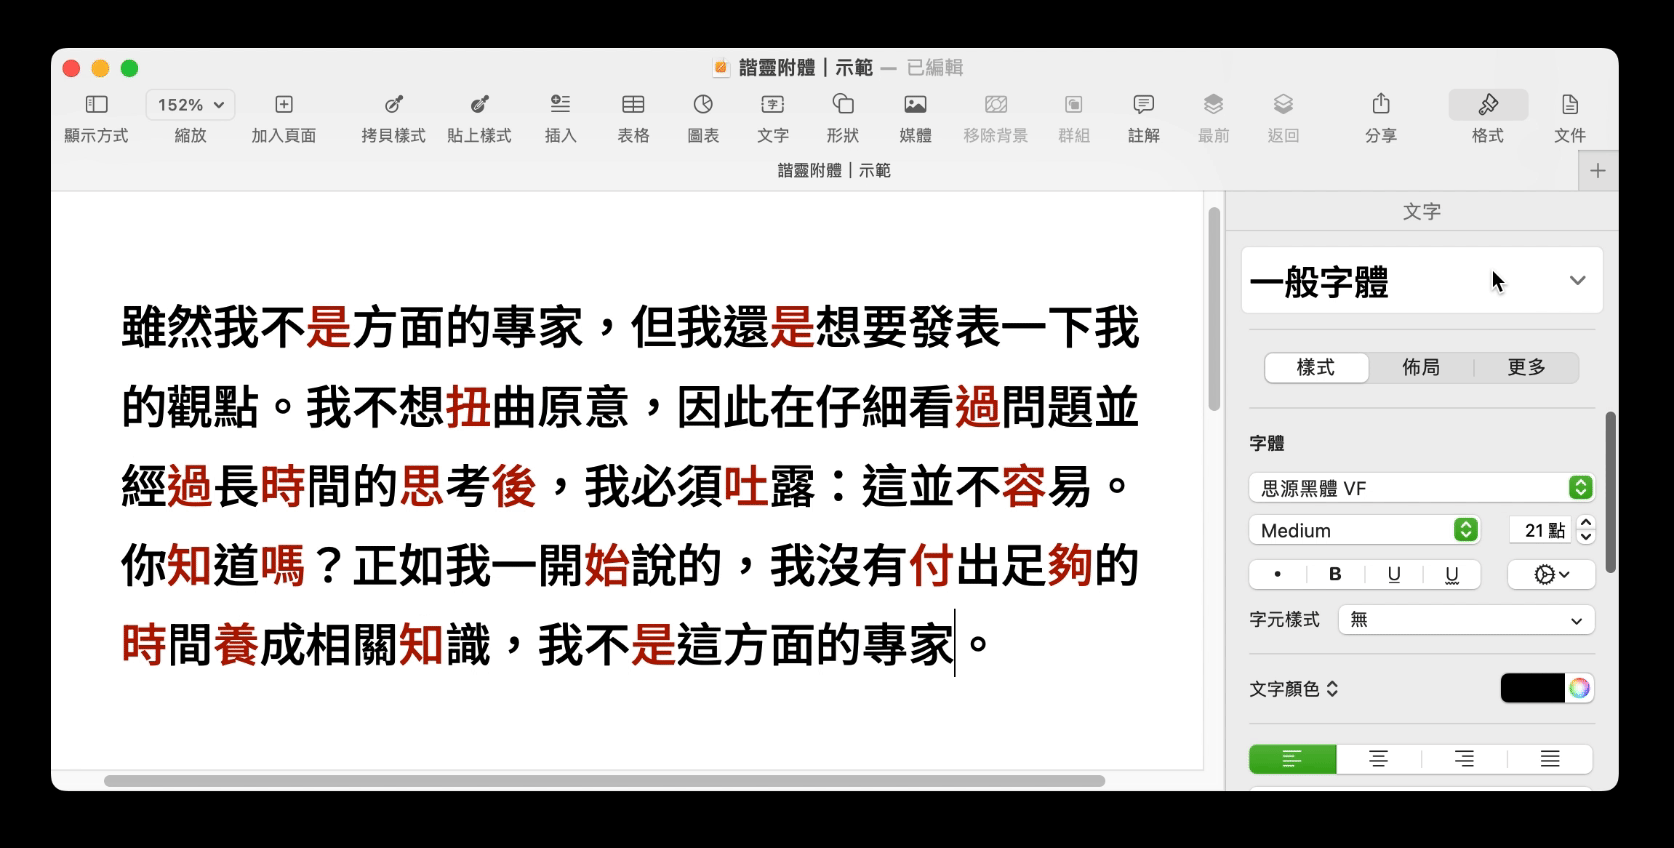 諧靈附體 | 示範 — 已編輯
152%
顯示方式 縮放 加入頁面 拷貝樣式 貼上樣式 插入 表格 圖表 文字 形狀 媒體 移除背景 群組 註解 最前 返回 分享 格式 文件
諧靈附體 | 示範
雖然我不是方面的專家，但我還是想要發表一下我
的觀點。我不想扭曲原意，因此在仔細看過問題並
經過長時間的思考後，我必須吐露：這並不容易。
你知道嗎？正如我一開始說的，我沒有付出足夠的
時間養成相關知識，我不是這方面的專家。
文字
一般字體
樣式 佈局 更多
字體
思源黑體 VF
Medium 21 點
B U U
字元樣式 無
文字顏色